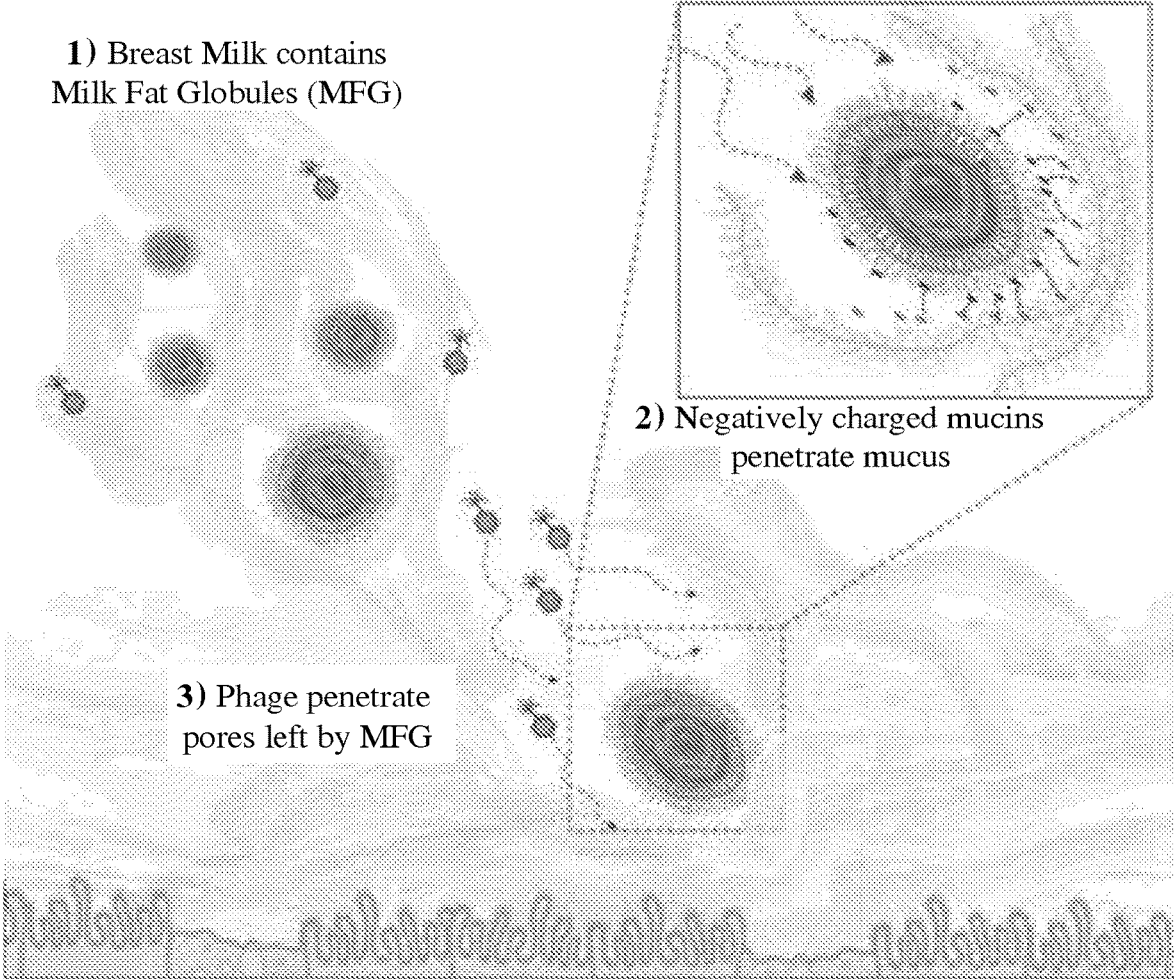 1) Breast Milk contains
Milk Fat Globules (MFG)
2) Negatively charged mucins
penetrate mucus
3) Phage penetrate
pores left by MFG